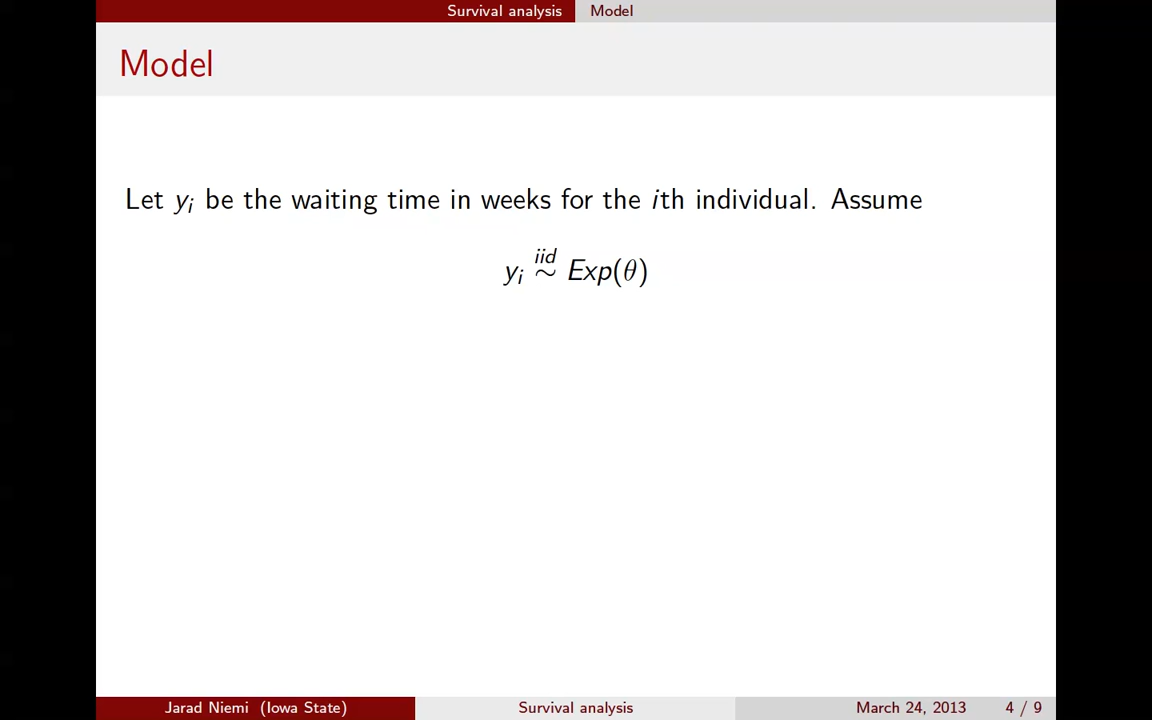 Survival analysis Model
Model
Let yᵢ be the waiting time in weeks for the ith individual. Assume
iid
yᵢ ~ Exp(θ)
Jarad Niemi (Iowa State) Survival analysis March 24, 2013 4 / 9